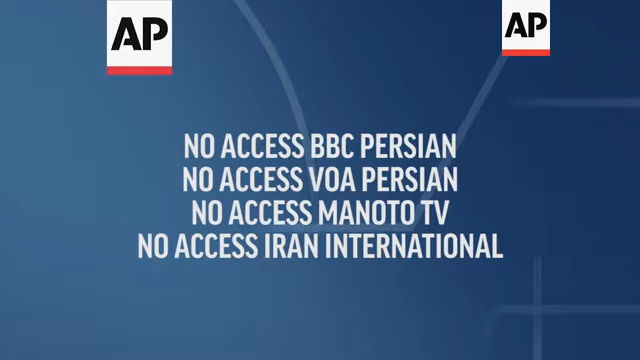 AP
AP
NO ACCESS BBC PERSIAN
NO ACCESS VOA PERSIAN
NO ACCESS MANOTO TV
NO ACCESS IRAN INTERNATIONAL